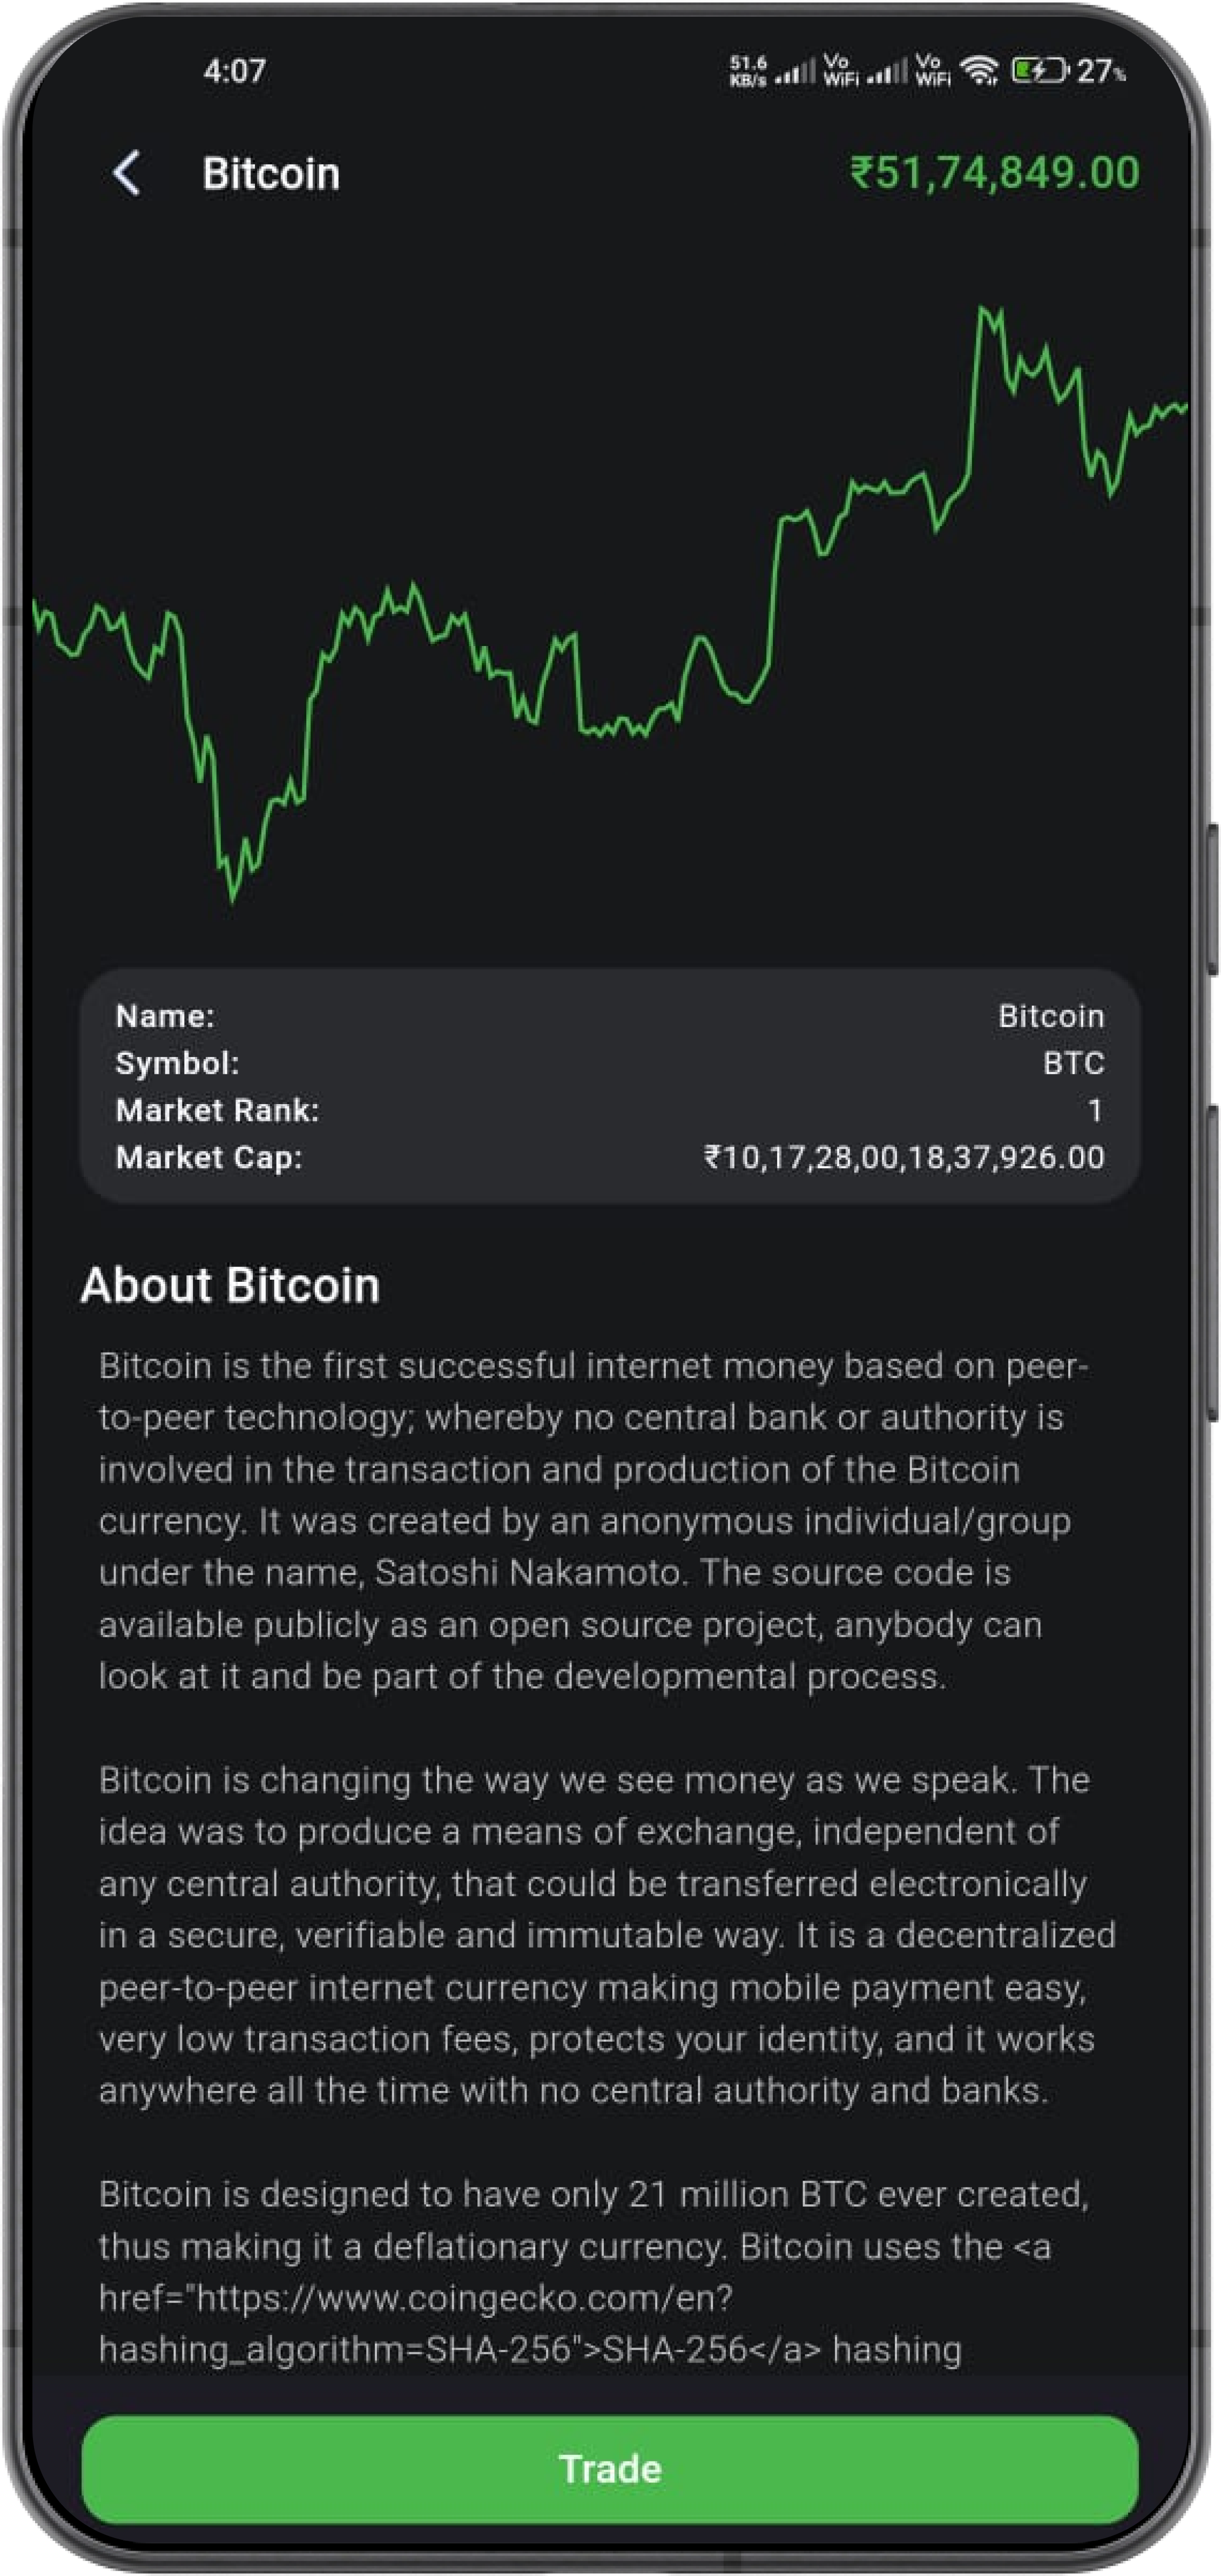 4:07
51.6 KB/s Vo WiFi Vo WiFi 27%
Bitcoin ₹51,74,849.00
Name: Bitcoin
Symbol: BTC
Market Rank: 1
Market Cap: ₹10,17,28,00,18,37,926.00
About Bitcoin
Bitcoin is the first successful internet money based on peer-
to-peer technology; whereby no central bank or authority is
involved in the transaction and production of the Bitcoin
currency. It was created by an anonymous individual/group
under the name, Satoshi Nakamoto. The source code is
available publicly as an open source project, anybody can
look at it and be part of the developmental process.
Bitcoin is changing the way we see money as we speak. The
idea was to produce a means of exchange, independent of
any central authority, that could be transferred electronically
in a secure, verifiable and immutable way. It is a decentralized
peer-to-peer internet currency making mobile payment easy,
very low transaction fees, protects your identity, and it works
anywhere all the time with no central authority and banks.
Bitcoin is designed to have only 21 million BTC ever created,
thus making it a deflationary currency. Bitcoin uses the <a
href="https://www.coingecko.com/en?
hashing_algorithm=SHA-256">SHA-256</a> hashing
Trade